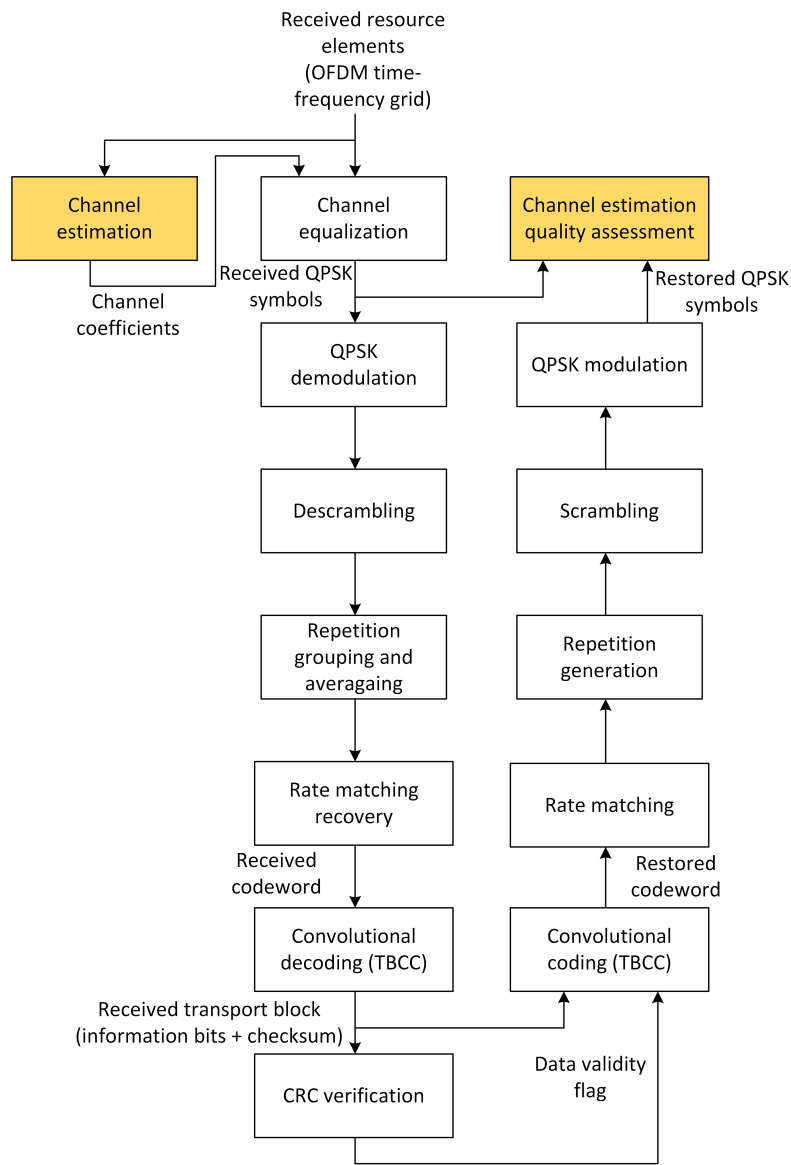 Received resource
elements
(OFDM time-
frequency grid)
Channel
estimation
Channel
equalization
Channel estimation
quality assessment
Channel
coefficients
Received QPSK
symbols
Restored QPSK
symbols
QPSK
demodulation
QPSK modulation
Descrambling
Scrambling
Repetition
grouping and
averagaing
Repetition
generation
Rate matching
recovery
Rate matching
Received
codeword
Restored
codeword
Convolutional
decoding (TBCC)
Convolutional
coding (TBCC)
Received transport block
(information bits + checksum)
CRC verification
Data validity
flag